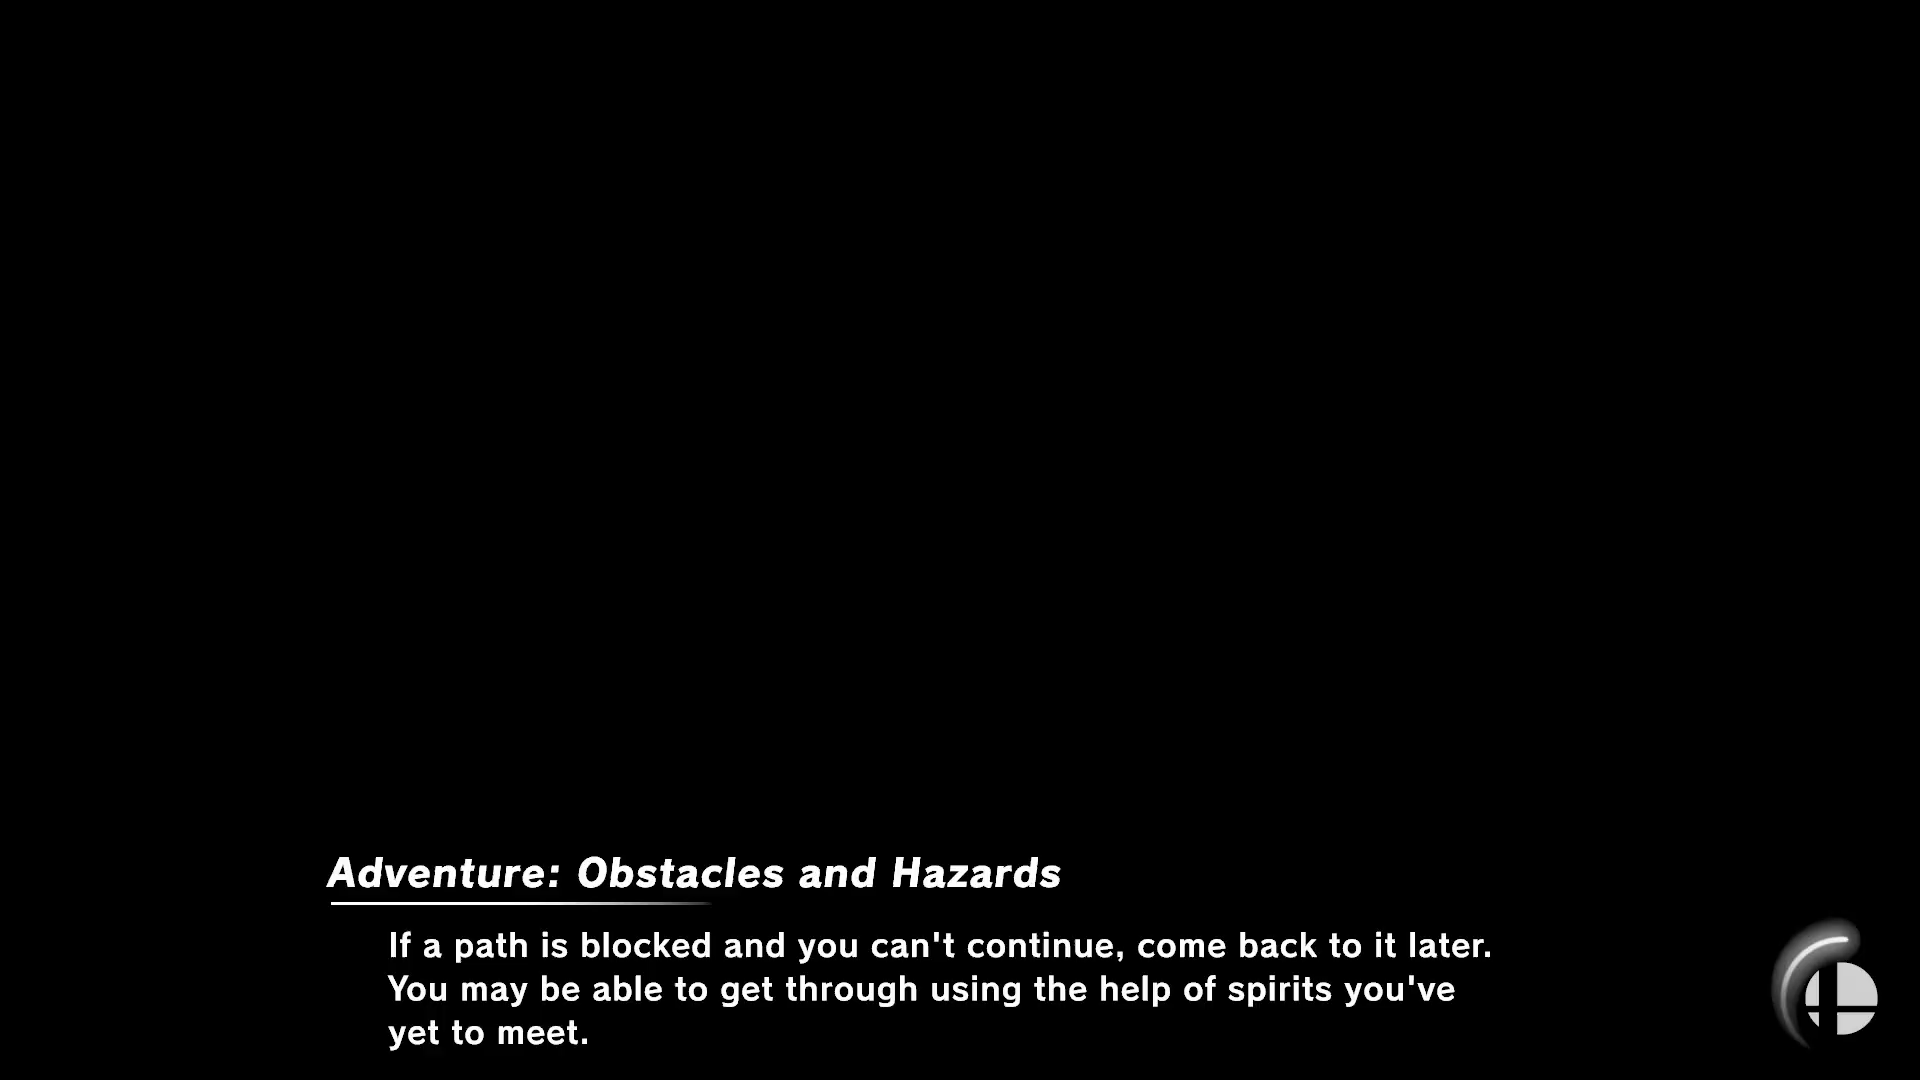 Adventure: Obstacles and Hazards
If a path is blocked and you can't continue, come back to it later.
You may be able to get through using the help of spirits you've
yet to meet.